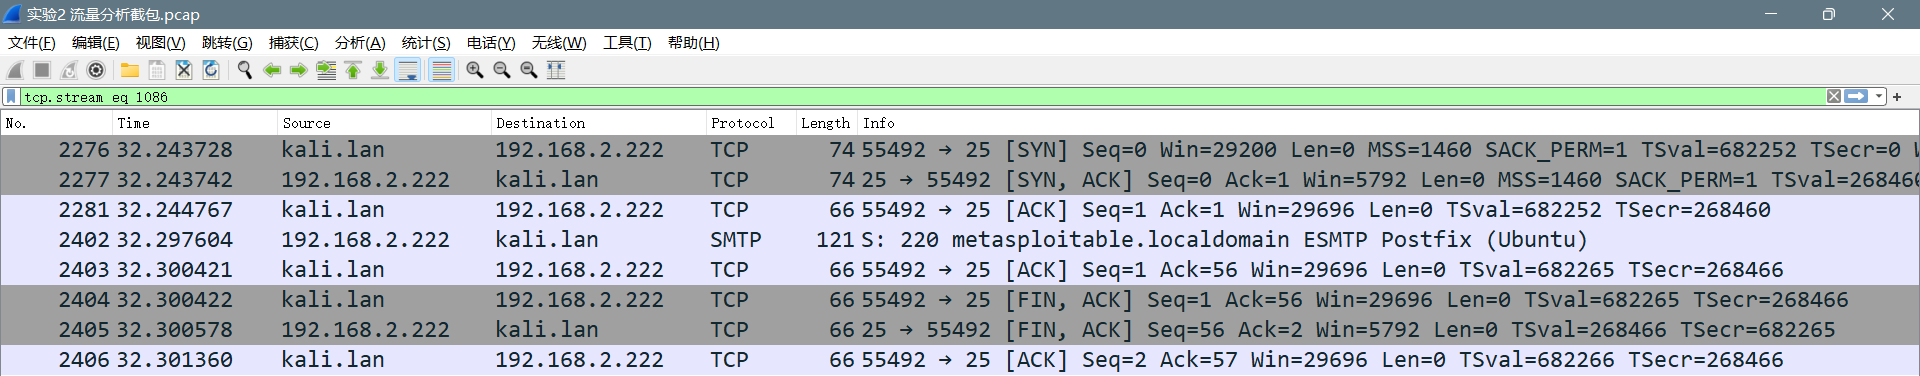 实验2 流量分析截包.pcap
文件(F) 编辑(E) 视图(V) 跳转(G) 捕获(C) 分析(A) 统计(S) 电话(Y) 无线(W) 工具(T) 帮助(H)
tcp.stream eq 1086
No. Time Source Destination Protocol Length Info
2276 32.243728 kali.lan 192.168.2.222 TCP 74 55492 → 25 [SYN] Seq=0 Win=29200 Len=0 MSS=1460 SACK_PERM=1 TSval=682252 TSecr=0
2277 32.243742 192.168.2.222 kali.lan TCP 74 25 → 55492 [SYN, ACK] Seq=0 Ack=1 Win=5792 Len=0 MSS=1460 SACK_PERM=1 TSval=268460
2281 32.244767 kali.lan 192.168.2.222 TCP 66 55492 → 25 [ACK] Seq=1 Ack=1 Win=29696 Len=0 TSval=682252 TSecr=268460
2402 32.297604 192.168.2.222 kali.lan SMTP 121 S: 220 metasploitable.localdomain ESMTP Postfix (Ubuntu)
2403 32.300421 kali.lan 192.168.2.222 TCP 66 55492 → 25 [ACK] Seq=1 Ack=56 Win=29696 Len=0 TSval=682265 TSecr=268466
2404 32.300422 kali.lan 192.168.2.222 TCP 66 55492 → 25 [FIN, ACK] Seq=1 Ack=56 Win=29696 Len=0 TSval=682265 TSecr=268466
2405 32.300578 192.168.2.222 kali.lan TCP 66 25 → 55492 [FIN, ACK] Seq=56 Ack=2 Win=5792 Len=0 TSval=268466 TSecr=682265
2406 32.301360 kali.lan 192.168.2.222 TCP 66 55492 → 25 [ACK] Seq=2 Ack=57 Win=29696 Len=0 TSval=682266 TSecr=268466